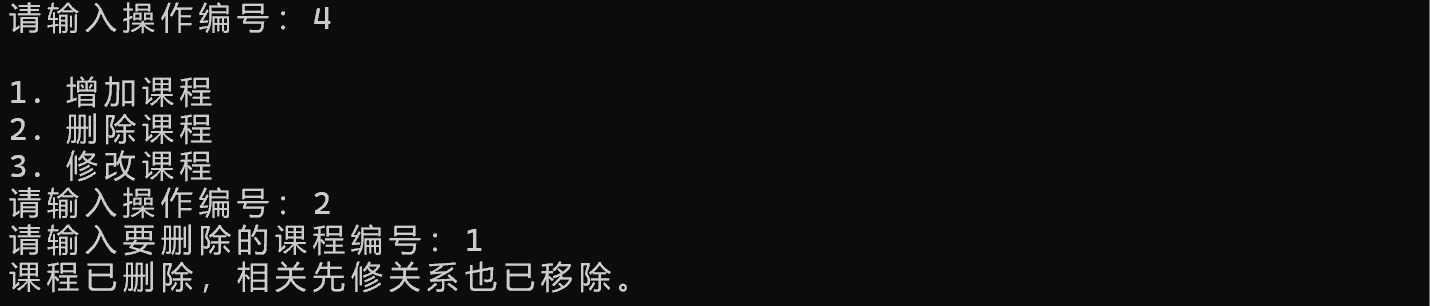 请输入操作编号: 4
1. 增加课程
2. 删除课程
3. 修改课程
请输入操作编号: 2
请输入要删除的课程编号: 1
课程已删除, 相关先修关系也已移除。